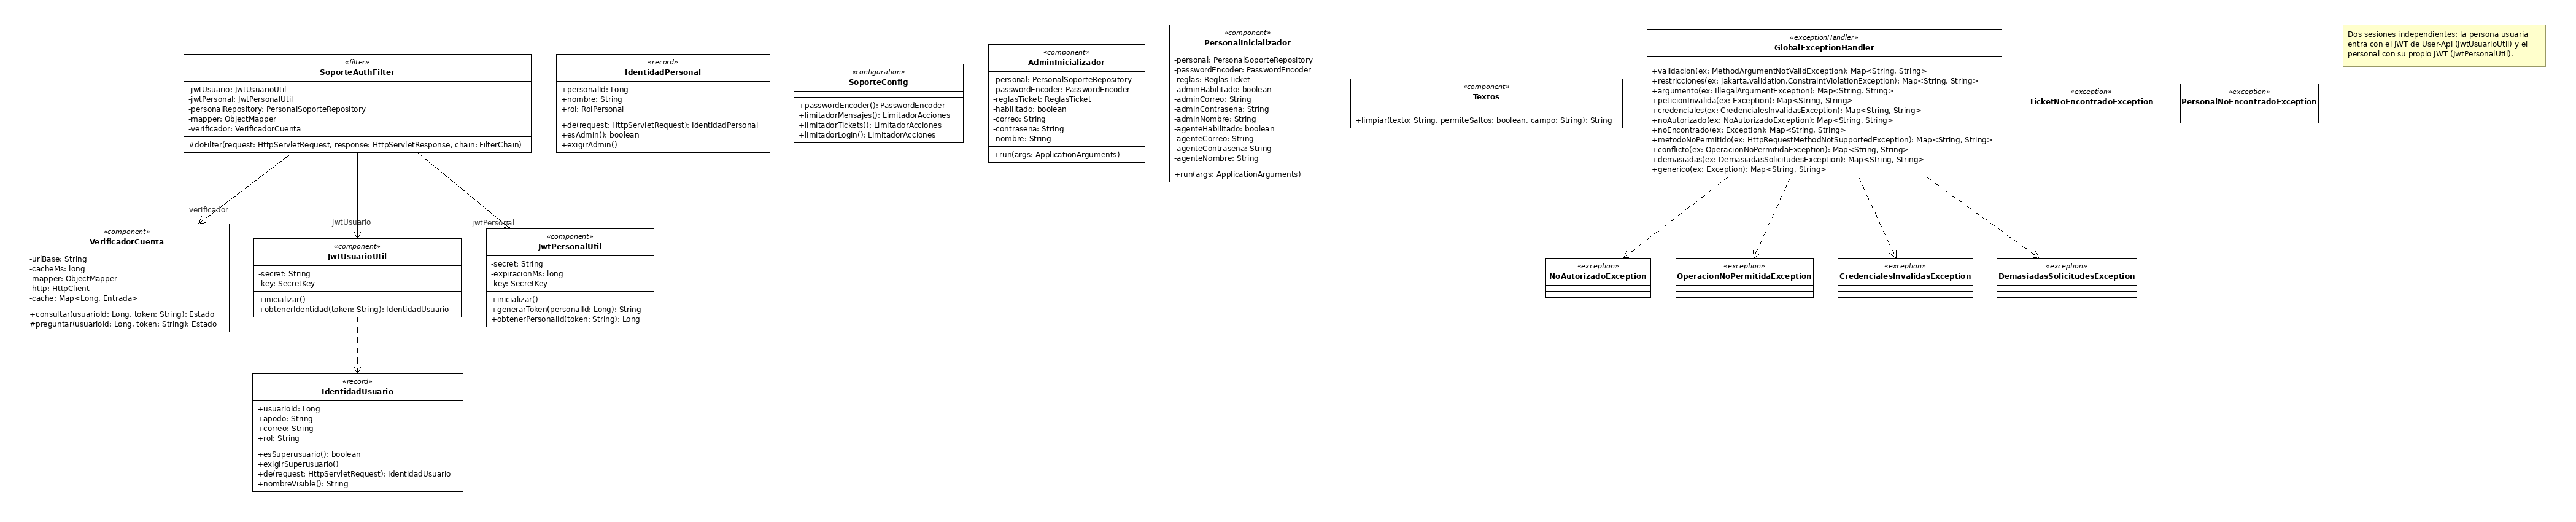 «filter»
SoporteAuthFilter
-jwtUsuario: JwtUsuarioUtil
-jwtPersonal: JwtPersonalUtil
-personalRepository: PersonalSoporteRepository
-mapper: ObjectMapper
-verificador: VerificadorCuenta
#doFilter(request: HttpServletRequest, response: HttpServletResponse, chain: FilterChain)
«record»
IdentidadPersonal
+personalId: Long
+nombre: String
+rol: RolPersonal
+de(request: HttpServletRequest): IdentidadPersonal
+esAdmin(): boolean
+exigirAdmin()
«configuration»
SoporteConfig
+passwordEncoder(): PasswordEncoder
+limitadorMensajes(): LimitadorAcciones
+limitadorTickets(): LimitadorAcciones
+limitadorLogin(): LimitadorAcciones
«component»
AdminInicializador
-personal: PersonalSoporteRepository
-passwordEncoder: PasswordEncoder
-reglasTicket: ReglasTicket
-habilitado: boolean
-correo: String
-contrasena: String
-nombre: String
+run(args: ApplicationArguments)
«component»
PersonalInicializador
-personal: PersonalSoporteRepository
-passwordEncoder: PasswordEncoder
-reglas: ReglasTicket
-adminHabilitado: boolean
-adminCorreo: String
-adminContrasena: String
-adminNombre: String
-agenteHabilitado: boolean
-agenteCorreo: String
-agenteContrasena: String
-agenteNombre: String
+run(args: ApplicationArguments)
«component»
Textos
+limpiar(texto: String, permiteSaltos: boolean, campo: String): String
«exceptionHandler»
GlobalExceptionHandler
+validacion(ex: MethodArgumentNotValidException): Map<String, String>
+restricciones(ex: jakarta.validation.ConstraintViolationException): Map<String, String>
+argumento(ex: IllegalArgumentException): Map<String, String>
+peticionInvalida(ex: Exception): Map<String, String>
+credenciales(ex: CredencialesInvalidasException): Map<String, String>
+noAutorizado(ex: NoAutorizadoException): Map<String, String>
+noEncontrado(ex: Exception): Map<String, String>
+metodoNoPermitido(ex: HttpRequestMethodNotSupportedException): Map<String, String>
+conflicto(ex: OperacionNoPermitidaException): Map<String, String>
+demasiadas(ex: DemasiadasSolicitudesException): Map<String, String>
+generico(ex: Exception): Map<String, String>
«exception»
TicketNoEncontradoException
«exception»
PersonalNoEncontradoException
Dos sesiones independientes: la persona usuaria
entra con el JWT de User-Api (JwtUsuarioUtil) y el
personal con su propio JWT (JwtPersonalUtil).
verificador
jwtUsuario
jwtPersonal
«component»
VerificadorCuenta
-urlBase: String
-cacheMs: long
-mapper: ObjectMapper
-http: HttpClient
-cache: Map<Long, Entrada>
+consultar(usuarioId: Long, token: String): Estado
#preguntar(usuarioId: Long, token: String): Estado
«component»
JwtUsuarioUtil
-secret: String
-key: SecretKey
+inicializar()
+obtenerIdentidad(token: String): IdentidadUsuario
«component»
JwtPersonalUtil
-secret: String
-expiracionMs: long
-key: SecretKey
+inicializar()
+generarToken(personalId: Long): String
+obtenerPersonalId(token: String): Long
«exception»
NoAutorizadoException
«exception»
OperacionNoPermitidaException
«exception»
CredencialesInvalidasException
«exception»
DemasiadasSolicitudesException
«record»
IdentidadUsuario
+usuarioId: Long
+apodo: String
+correo: String
+rol: String
+esSuperusuario(): boolean
+exigirSuperusuario()
+de(request: HttpServletRequest): IdentidadUsuario
+nombreVisible(): String